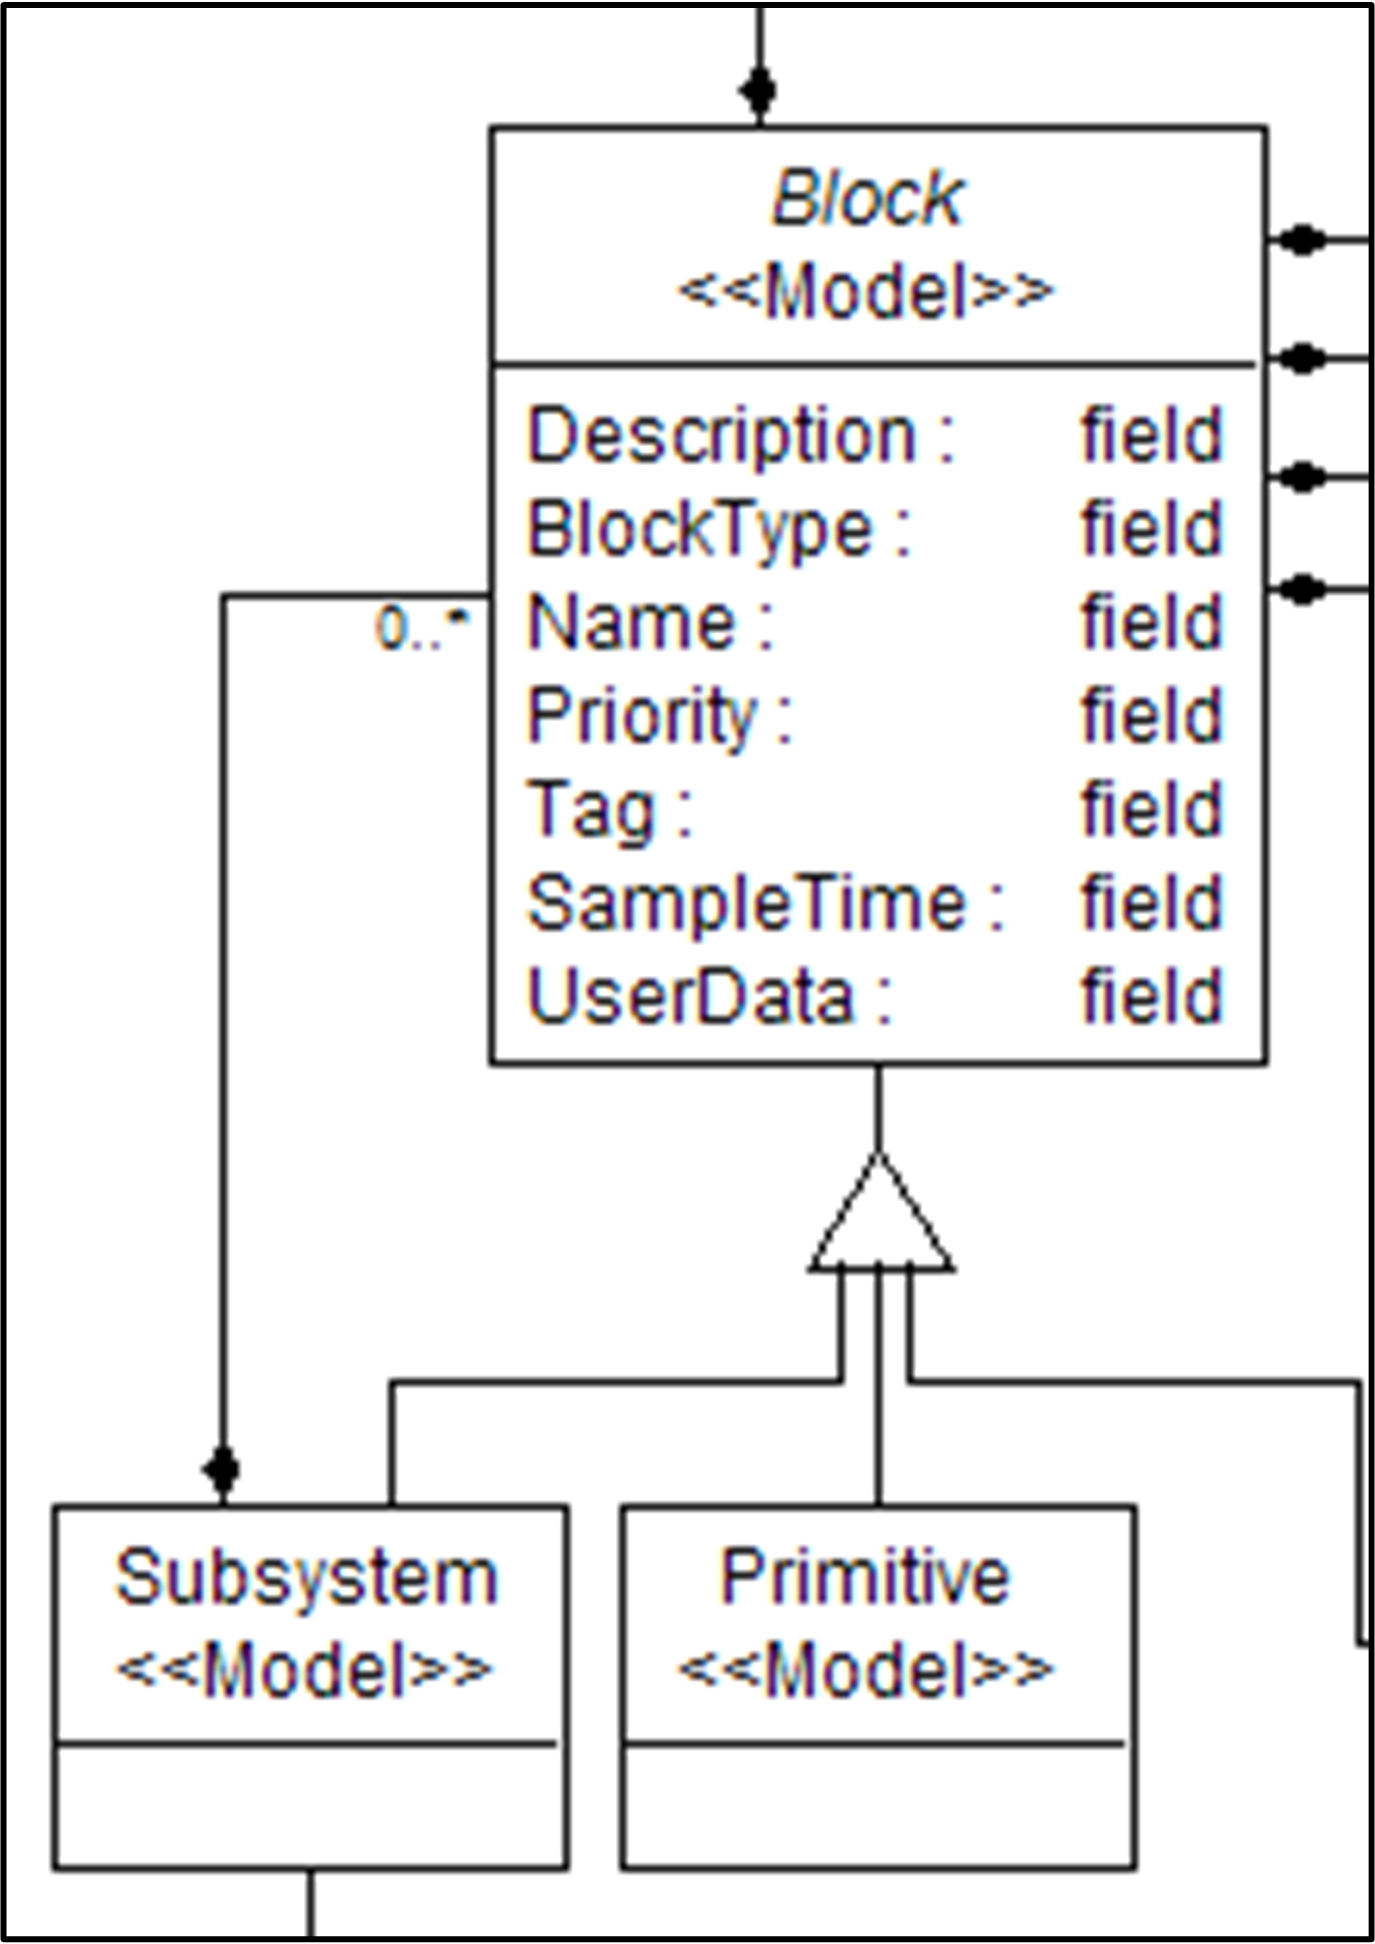 Block
<<Model>>
Description : field
BlockType : field
Name : field
Priority : field
Tag : field
SampleTime : field
UserData : field
0..*
Subsystem
<<Model>>
Primitive
<<Model>>